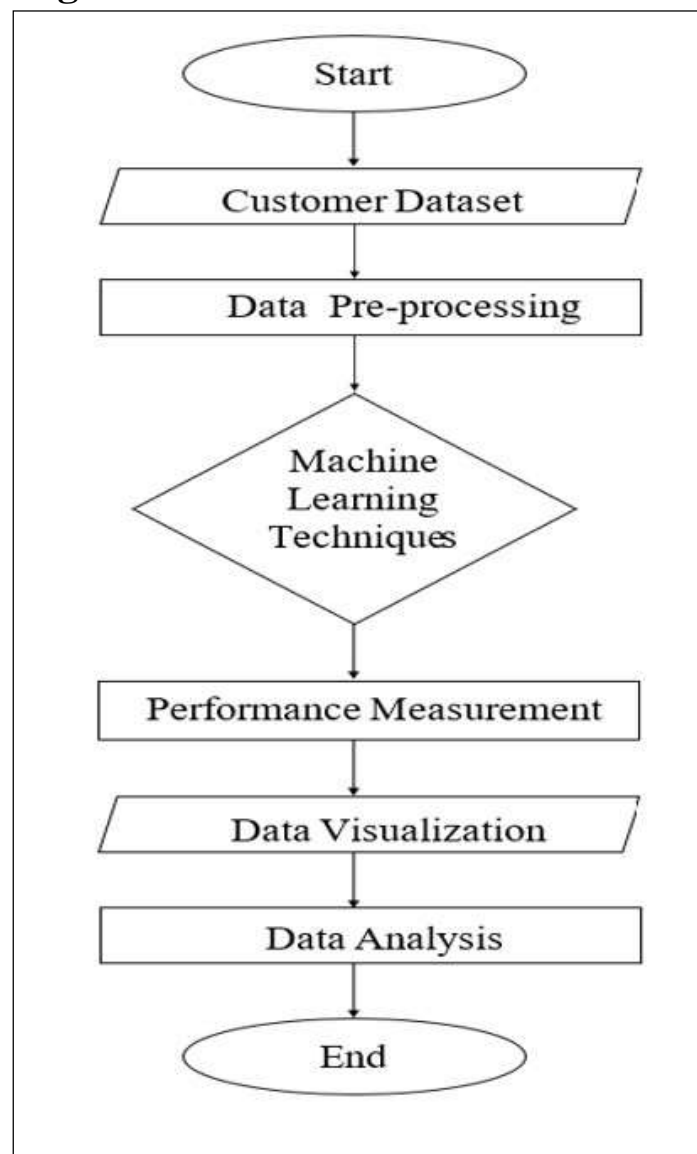 Start
Customer Dataset
Data Pre-processing
Machine
Learning
Techniques
Performance Measurement
Data Visualization
Data Analysis
End